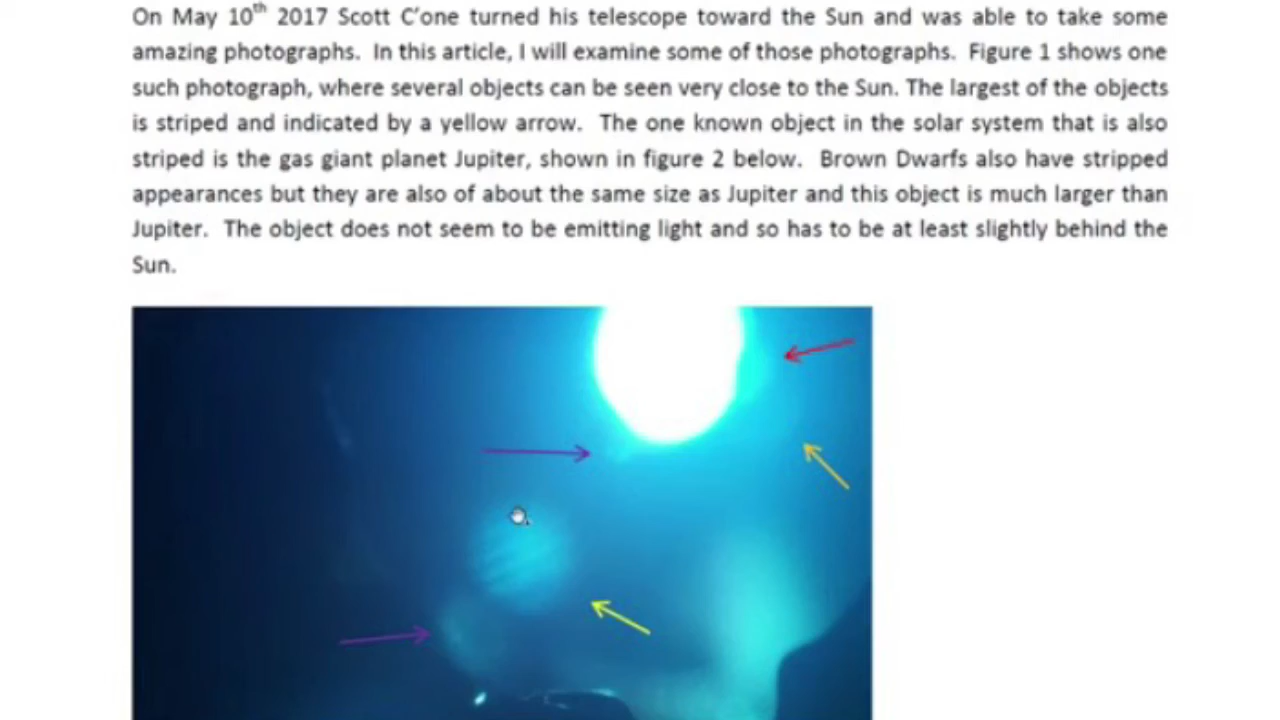 On May 10th 2017 Scott C'one turned his telescope toward the Sun and was able to take some
amazing photographs. In this article, I will examine some of those photographs. Figure 1 shows one
such photograph, where several objects can be seen very close to the Sun. The largest of the objects
is striped and indicated by a yellow arrow. The one known object in the solar system that is also
striped is the gas giant planet Jupiter, shown in figure 2 below. Brown Dwarfs also have stripped
appearances but they are also of about the same size as Jupiter and this object is much larger than
Jupiter. The object does not seem to be emitting light and so has to be at least slightly behind the
Sun.